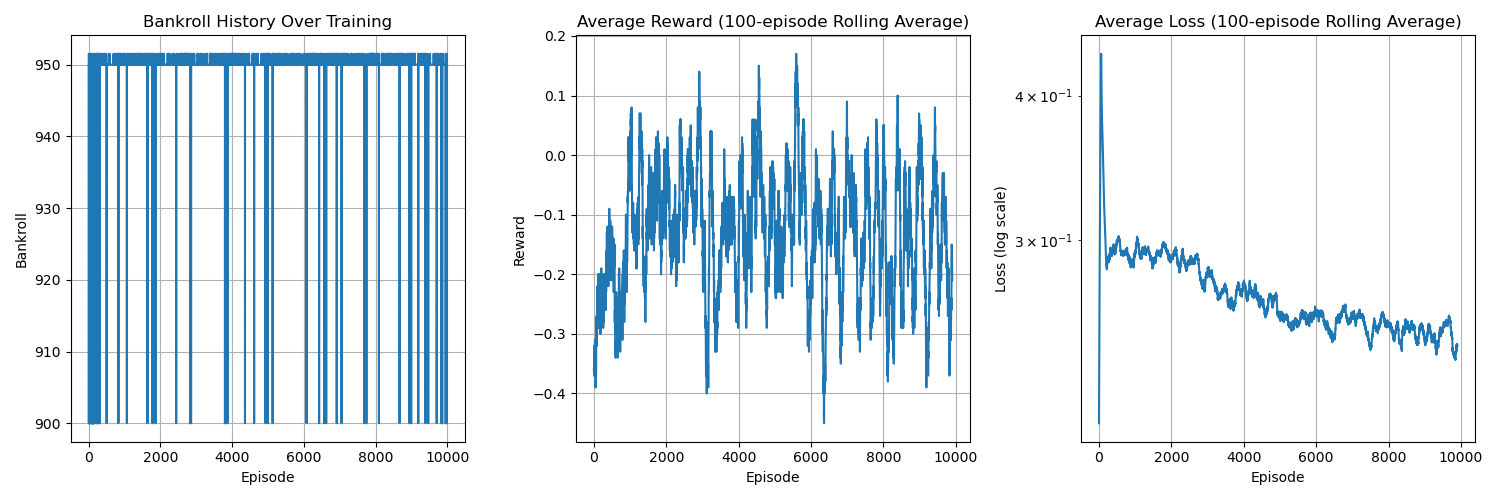 Bankroll History Over Training
Bankroll
950
940
930
920
910
900
0 2000 4000 6000 8000 10000
Episode
Average Reward (100-episode Rolling Average)
Reward
0.2
0.1
0.0
−0.1
−0.2
−0.3
−0.4
0 2000 4000 6000 8000 10000
Episode
Average Loss (100-episode Rolling Average)
Loss (log scale)
4 × 10⁻¹
3 × 10⁻¹
0 2000 4000 6000 8000 10000
Episode